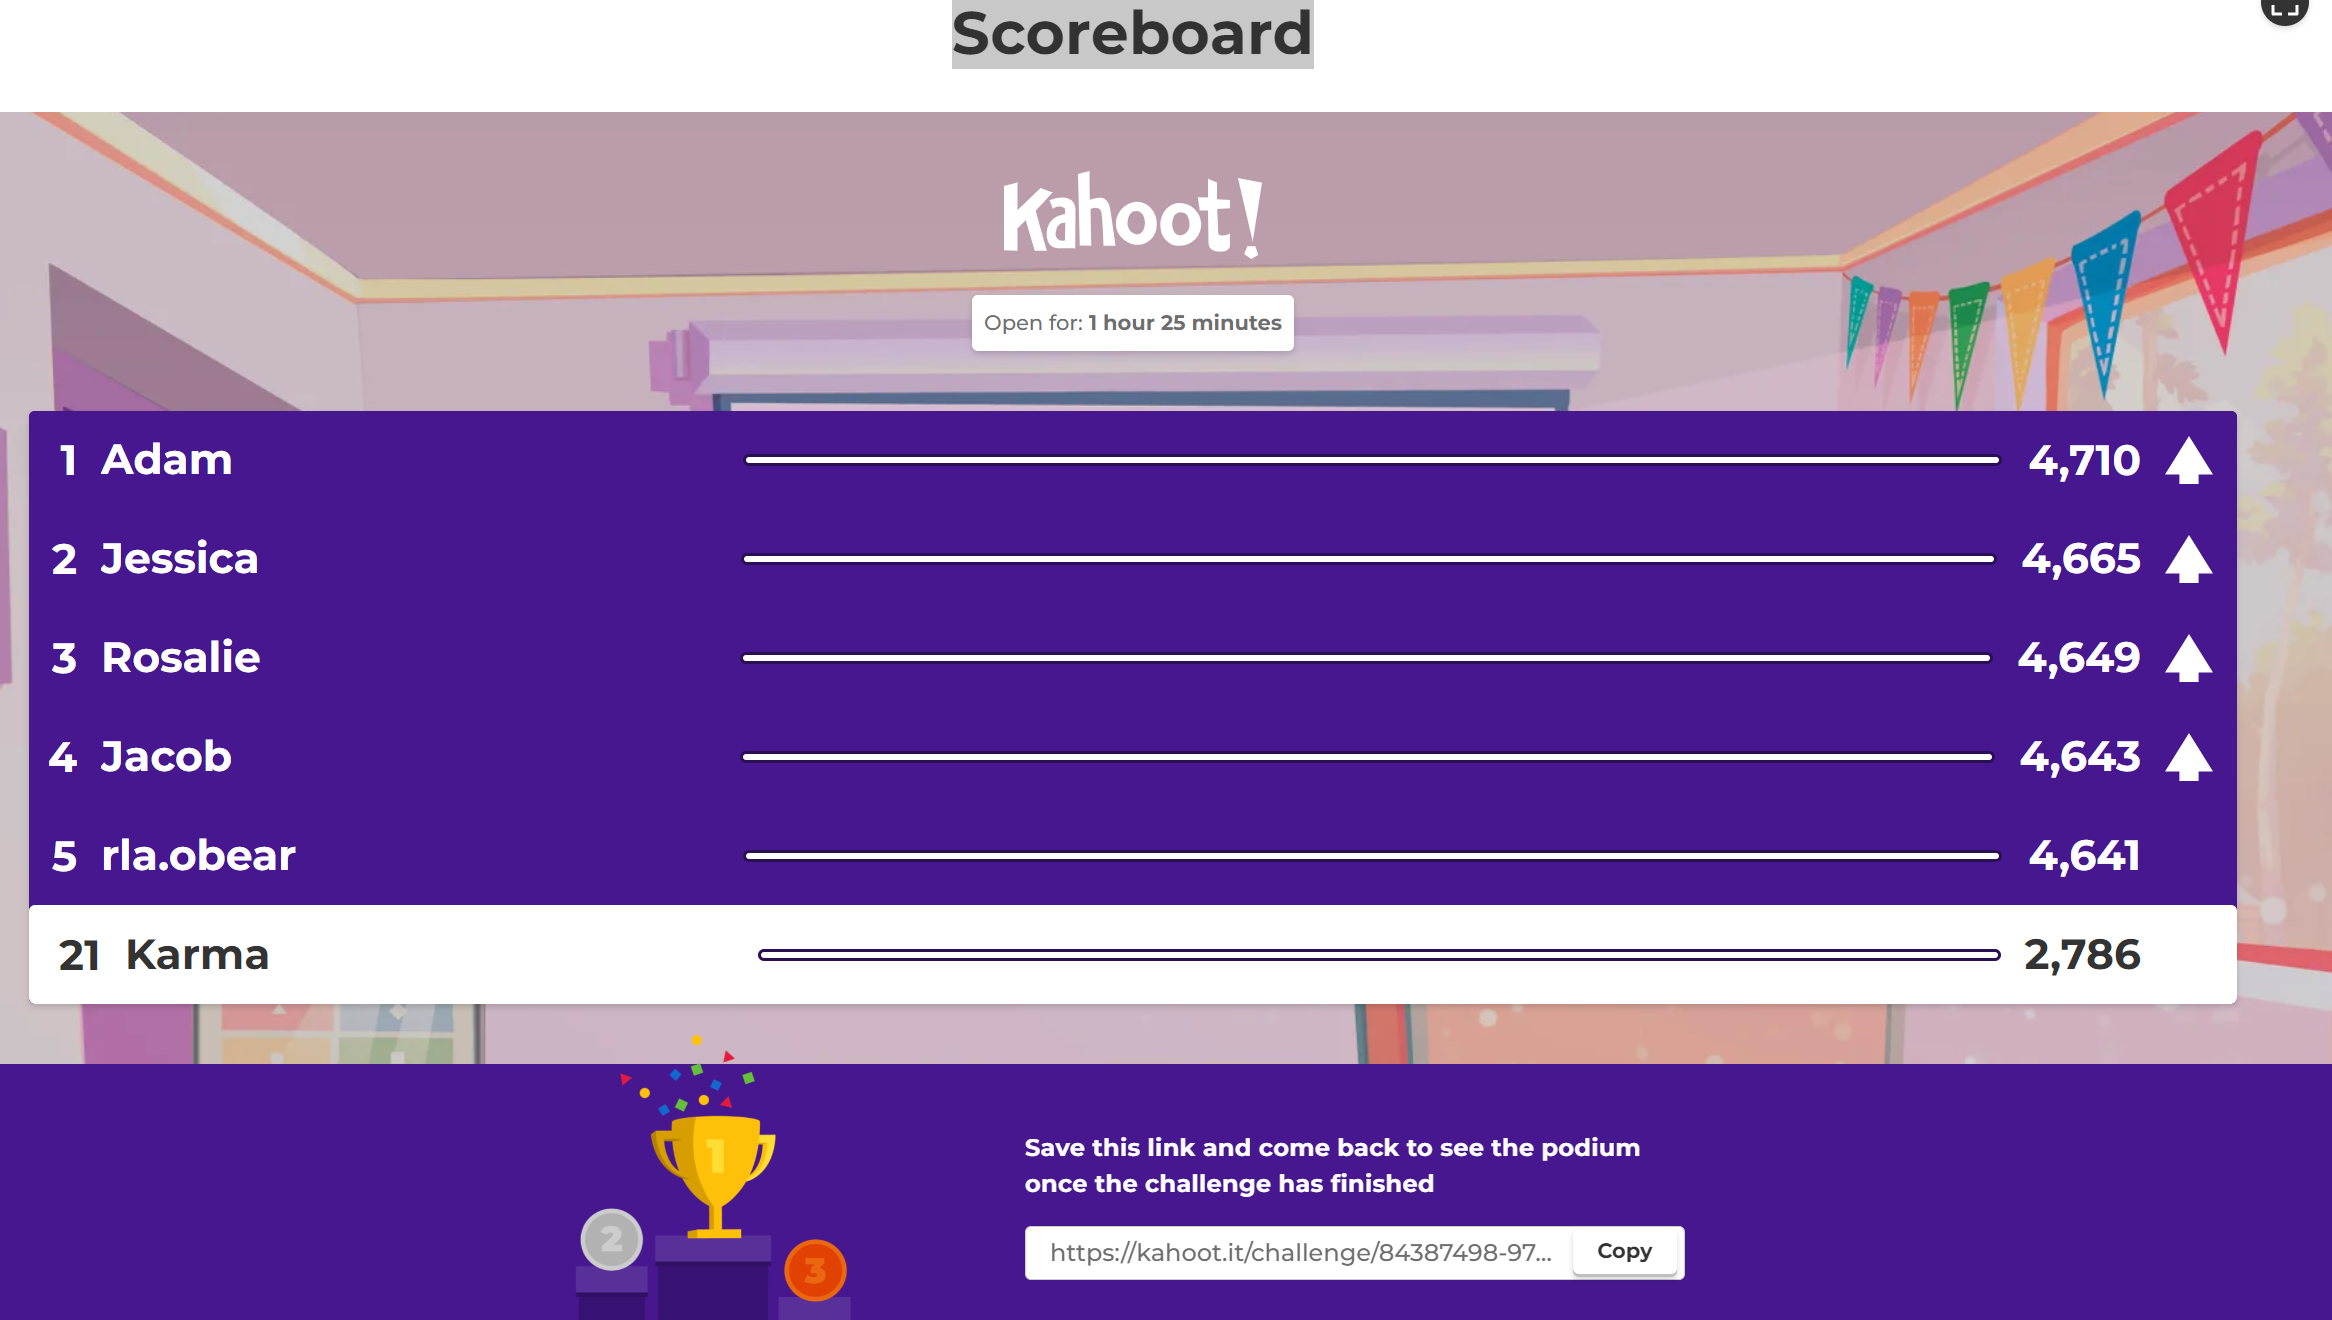 Scoreboard
Kahoot!
Open for: 1 hour 25 minutes
1 Adam 4,710
2 Jessica 4,665
3 Rosalie 4,649
4 Jacob 4,643
5 rla.obear 4,641
21 Karma 2,786
1
2
3
Save this link and come back to see the podium
once the challenge has finished
https://kahoot.it/challenge/84387498-97... Copy